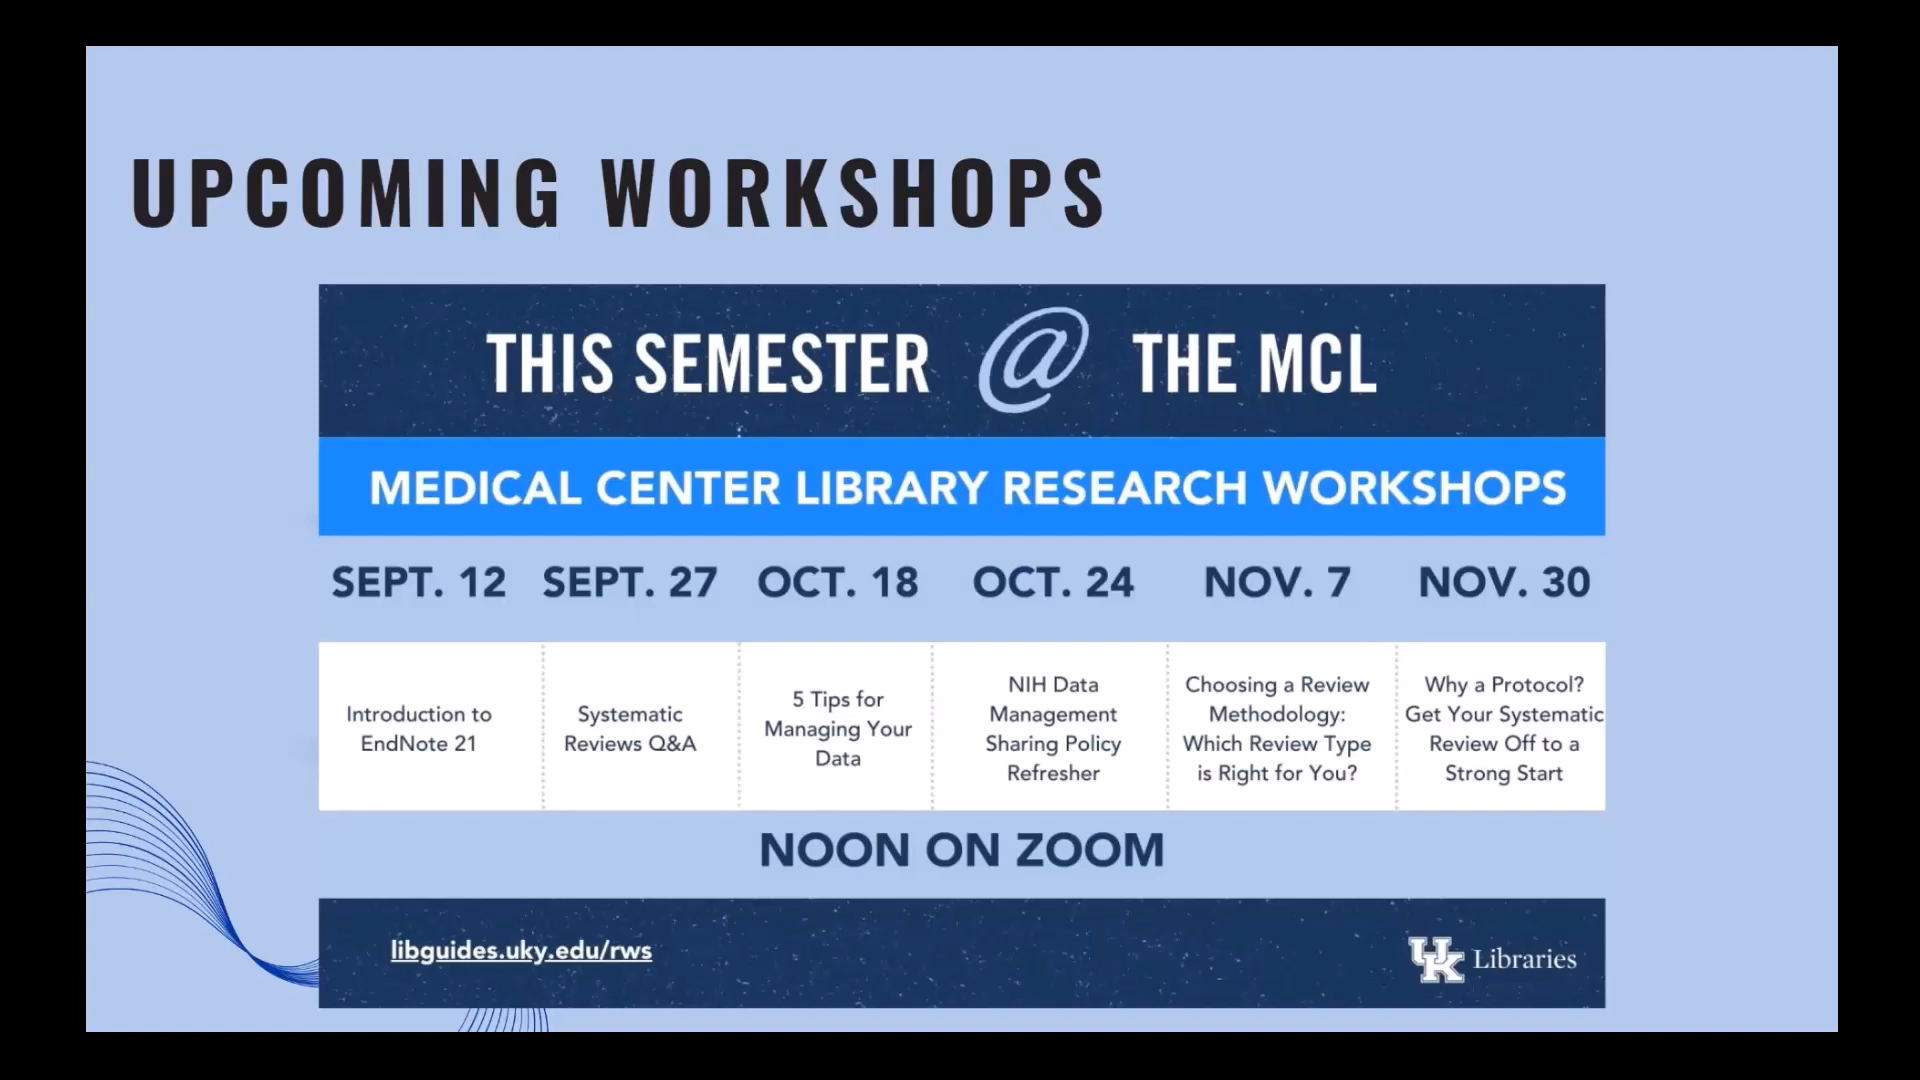 UPCOMING WORKSHOPS
THIS SEMESTER @ THE MCL
MEDICAL CENTER LIBRARY RESEARCH WORKSHOPS
SEPT. 12 SEPT. 27 OCT. 18 OCT. 24 NOV. 7 NOV. 30
Introduction to
EndNote 21
Systematic
Reviews Q&A
5 Tips for
Managing Your
Data
NIH Data
Management
Sharing Policy
Refresher
Choosing a Review
Methodology:
Which Review Type
is Right for You?
Why a Protocol?
Get Your Systematic
Review Off to a
Strong Start
NOON ON ZOOM
libguides.uky.edu/rws
UK Libraries